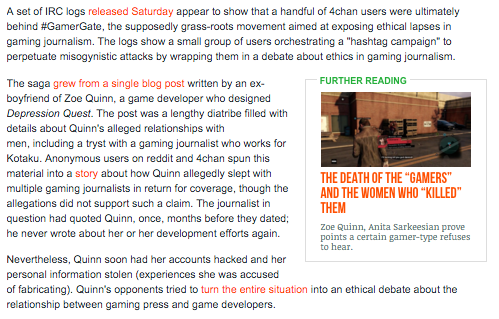 A set of IRC logs released Saturday appear to show that a handful of 4chan users were ultimately
behind #GamerGate, the supposedly grass-roots movement aimed at exposing ethical lapses in
gaming journalism. The logs show a small group of users orchestrating a "hashtag campaign" to
perpetuate misogynistic attacks by wrapping them in a debate about ethics in gaming journalism.
The saga grew from a single blog post written by an ex-
boyfriend of Zoe Quinn, a game developer who designed
Depression Quest. The post was a lengthy diatribe filled with
details about Quinn's alleged relationships with
men, including a tryst with a gaming journalist who works for
Kotaku. Anonymous users on reddit and 4chan spun this
material into a story about how Quinn allegedly slept with
multiple gaming journalists in return for coverage, though the
allegations did not support such a claim. The journalist in
question had quoted Quinn, once, months before they dated;
he never wrote about her or her development efforts again.
FURTHER READING
THE DEATH OF THE “GAMERS”
AND THE WOMEN WHO “KILLED”
THEM
Zoe Quinn, Anita Sarkeesian prove
points a certain gamer-type refuses
to hear.
Nevertheless, Quinn soon had her accounts hacked and her
personal information stolen (experiences she was accused
of fabricating). Quinn's opponents tried to turn the entire situation into an ethical debate about the
relationship between gaming press and game developers.